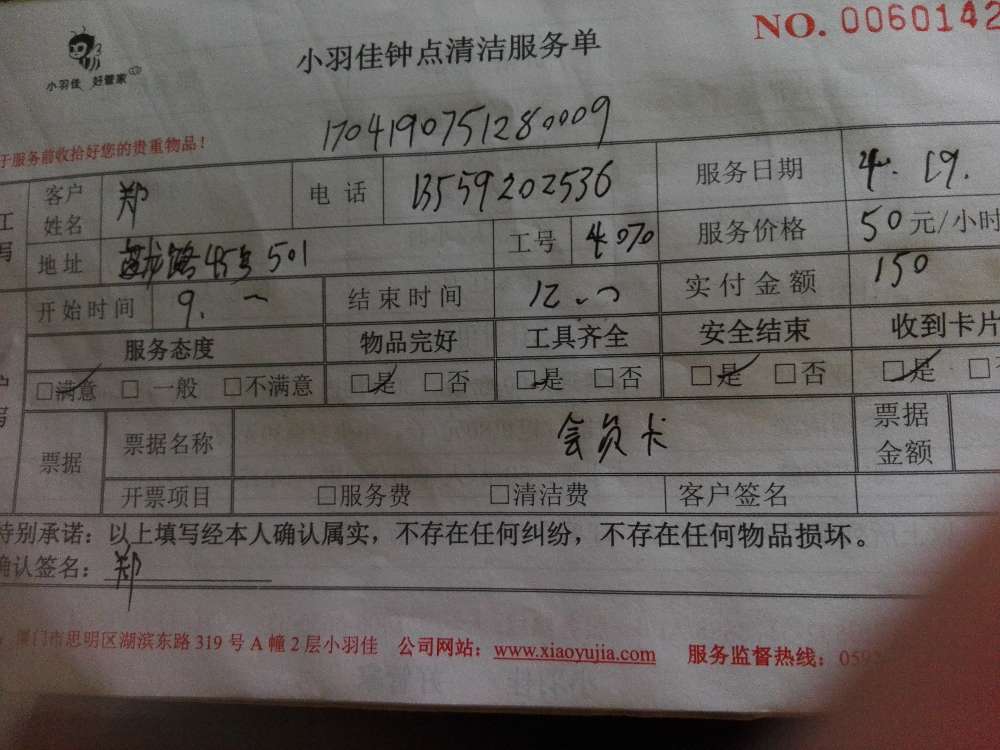 NO. 0060142
小羽佳钟点清洁服务单
小羽佳 好管家
1704190751280009
于服务前收拾好您的贵重物品！
客户姓名 郑 电话 13559202536 服务日期 4.19.
地址 龙路45号501 工号 4070 服务价格 50元/小时
开始时间 9. 结束时间 12. 实付金额 150
服务态度 物品完好 工具齐全 安全结束 收到卡片
□满意 □一般 □不满意 □是 □否 □是 □否 □是 □否 □是
票据 票据名称 会员卡 票据金额
开票项目 □服务费 □清洁费 客户签名
特别承诺：以上填写经本人确认属实，不存在任何纠纷，不存在任何物品损坏。
确认签名：郑
厦门市思明区湖滨东路319号A幢2层小羽佳 公司网站：www.xiaoyujia.com 服务监督热线：059